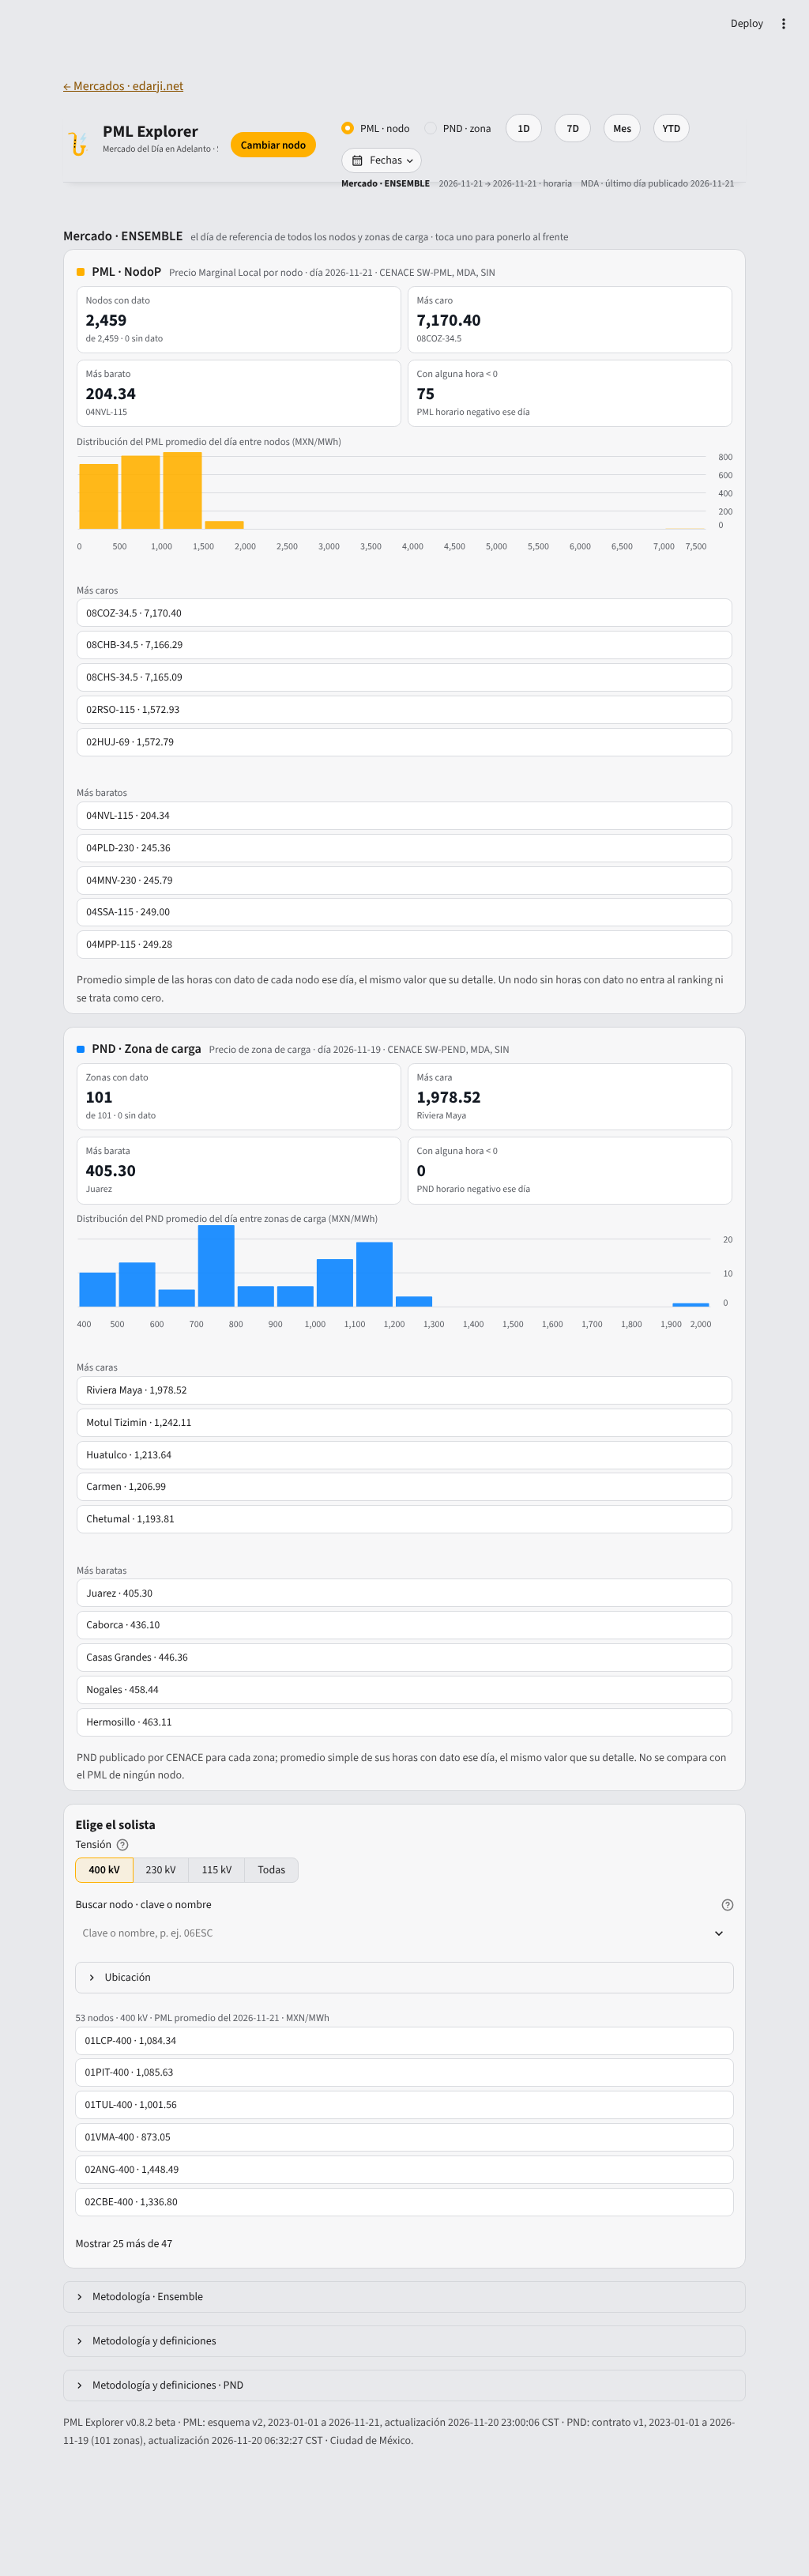 Deploy
← Mercados · edarji.net
PML Explorer
Mercado del Día en Adelanto ·
Cambiar nodo
PML · nodo
PND · zona
1D
7D
Mes
YTD
Fechas
Mercado · ENSEMBLE 2026-11-21 → 2026-11-21 · horaria MDA · último día publicado 2026-11-21
Mercado · ENSEMBLE el día de referencia de todos los nodos y zonas de carga · toca uno para ponerlo al frente
PML · NodoP Precio Marginal Local por nodo · día 2026-11-21 · CENACE SW-PML, MDA, SIN
Nodos con dato
2,459
de 2,459 · 0 sin dato
Más caro
7,170.40
08COZ-34.5
Más barato
204.34
04NVL-115
Con alguna hora < 0
75
PML horario negativo ese día
Distribución del PML promedio del día entre nodos (MXN/MWh)
800
600
400
200
0
0 500 1,000 1,500 2,000 2,500 3,000 3,500 4,000 4,500 5,000 5,500 6,000 6,500 7,000 7,500
Más caros
08COZ-34.5 · 7,170.40
08CHB-34.5 · 7,166.29
08CHS-34.5 · 7,165.09
02RSO-115 · 1,572.93
02HUJ-69 · 1,572.79
Más baratos
04NVL-115 · 204.34
04PLD-230 · 245.36
04MNV-230 · 245.79
04SSA-115 · 249.00
04MPP-115 · 249.28
Promedio simple de las horas con dato de cada nodo ese día, el mismo valor que su detalle. Un nodo sin horas con dato no entra al ranking ni
se trata como cero.
PND · Zona de carga Precio de zona de carga · día 2026-11-19 · CENACE SW-PEND, MDA, SIN
Zonas con dato
101
de 101 · 0 sin dato
Más cara
1,978.52
Riviera Maya
Más barata
405.30
Juarez
Con alguna hora < 0
0
PND horario negativo ese día
Distribución del PND promedio del día entre zonas de carga (MXN/MWh)
20
10
0
400 500 600 700 800 900 1,000 1,100 1,200 1,300 1,400 1,500 1,600 1,700 1,800 1,900 2,000
Más caras
Riviera Maya · 1,978.52
Motul Tizimin · 1,242.11
Huatulco · 1,213.64
Carmen · 1,206.99
Chetumal · 1,193.81
Más baratas
Juarez · 405.30
Caborca · 436.10
Casas Grandes · 446.36
Nogales · 458.44
Hermosillo · 463.11
PND publicado por CENACE para cada zona; promedio simple de sus horas con dato ese día, el mismo valor que su detalle. No se compara con
el PML de ningún nodo.
Elige el solista
Tensión
400 kV
230 kV
115 kV
Todas
Buscar nodo · clave o nombre
Clave o nombre, p. ej. 06ESC
Ubicación
53 nodos · 400 kV · PML promedio del 2026-11-21 · MXN/MWh
01LCP-400 · 1,084.34
01PIT-400 · 1,085.63
01TUL-400 · 1,001.56
01VMA-400 · 873.05
02ANG-400 · 1,448.49
02CBE-400 · 1,336.80
Mostrar 25 más de 47
Metodología · Ensemble
Metodología y definiciones
Metodología y definiciones · PND
PML Explorer v0.8.2 beta · PML: esquema v2, 2023-01-01 a 2026-11-21, actualización 2026-11-20 23:00:06 CST · PND: contrato v1, 2023-01-01 a 2026-
11-19 (101 zonas), actualización 2026-11-20 06:32:27 CST · Ciudad de México.